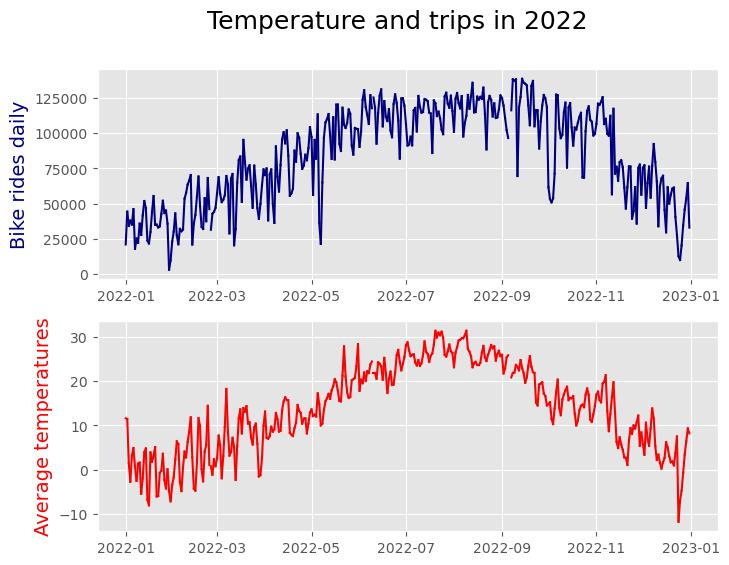 Temperature and trips in 2022
Bike rides daily
125000
100000
75000
50000
25000
0
2022-01 2022-03 2022-05 2022-07 2022-09 2022-11 2023-01
Average temperatures
30
20
10
0
−10
2022-01 2022-03 2022-05 2022-07 2022-09 2022-11 2023-01